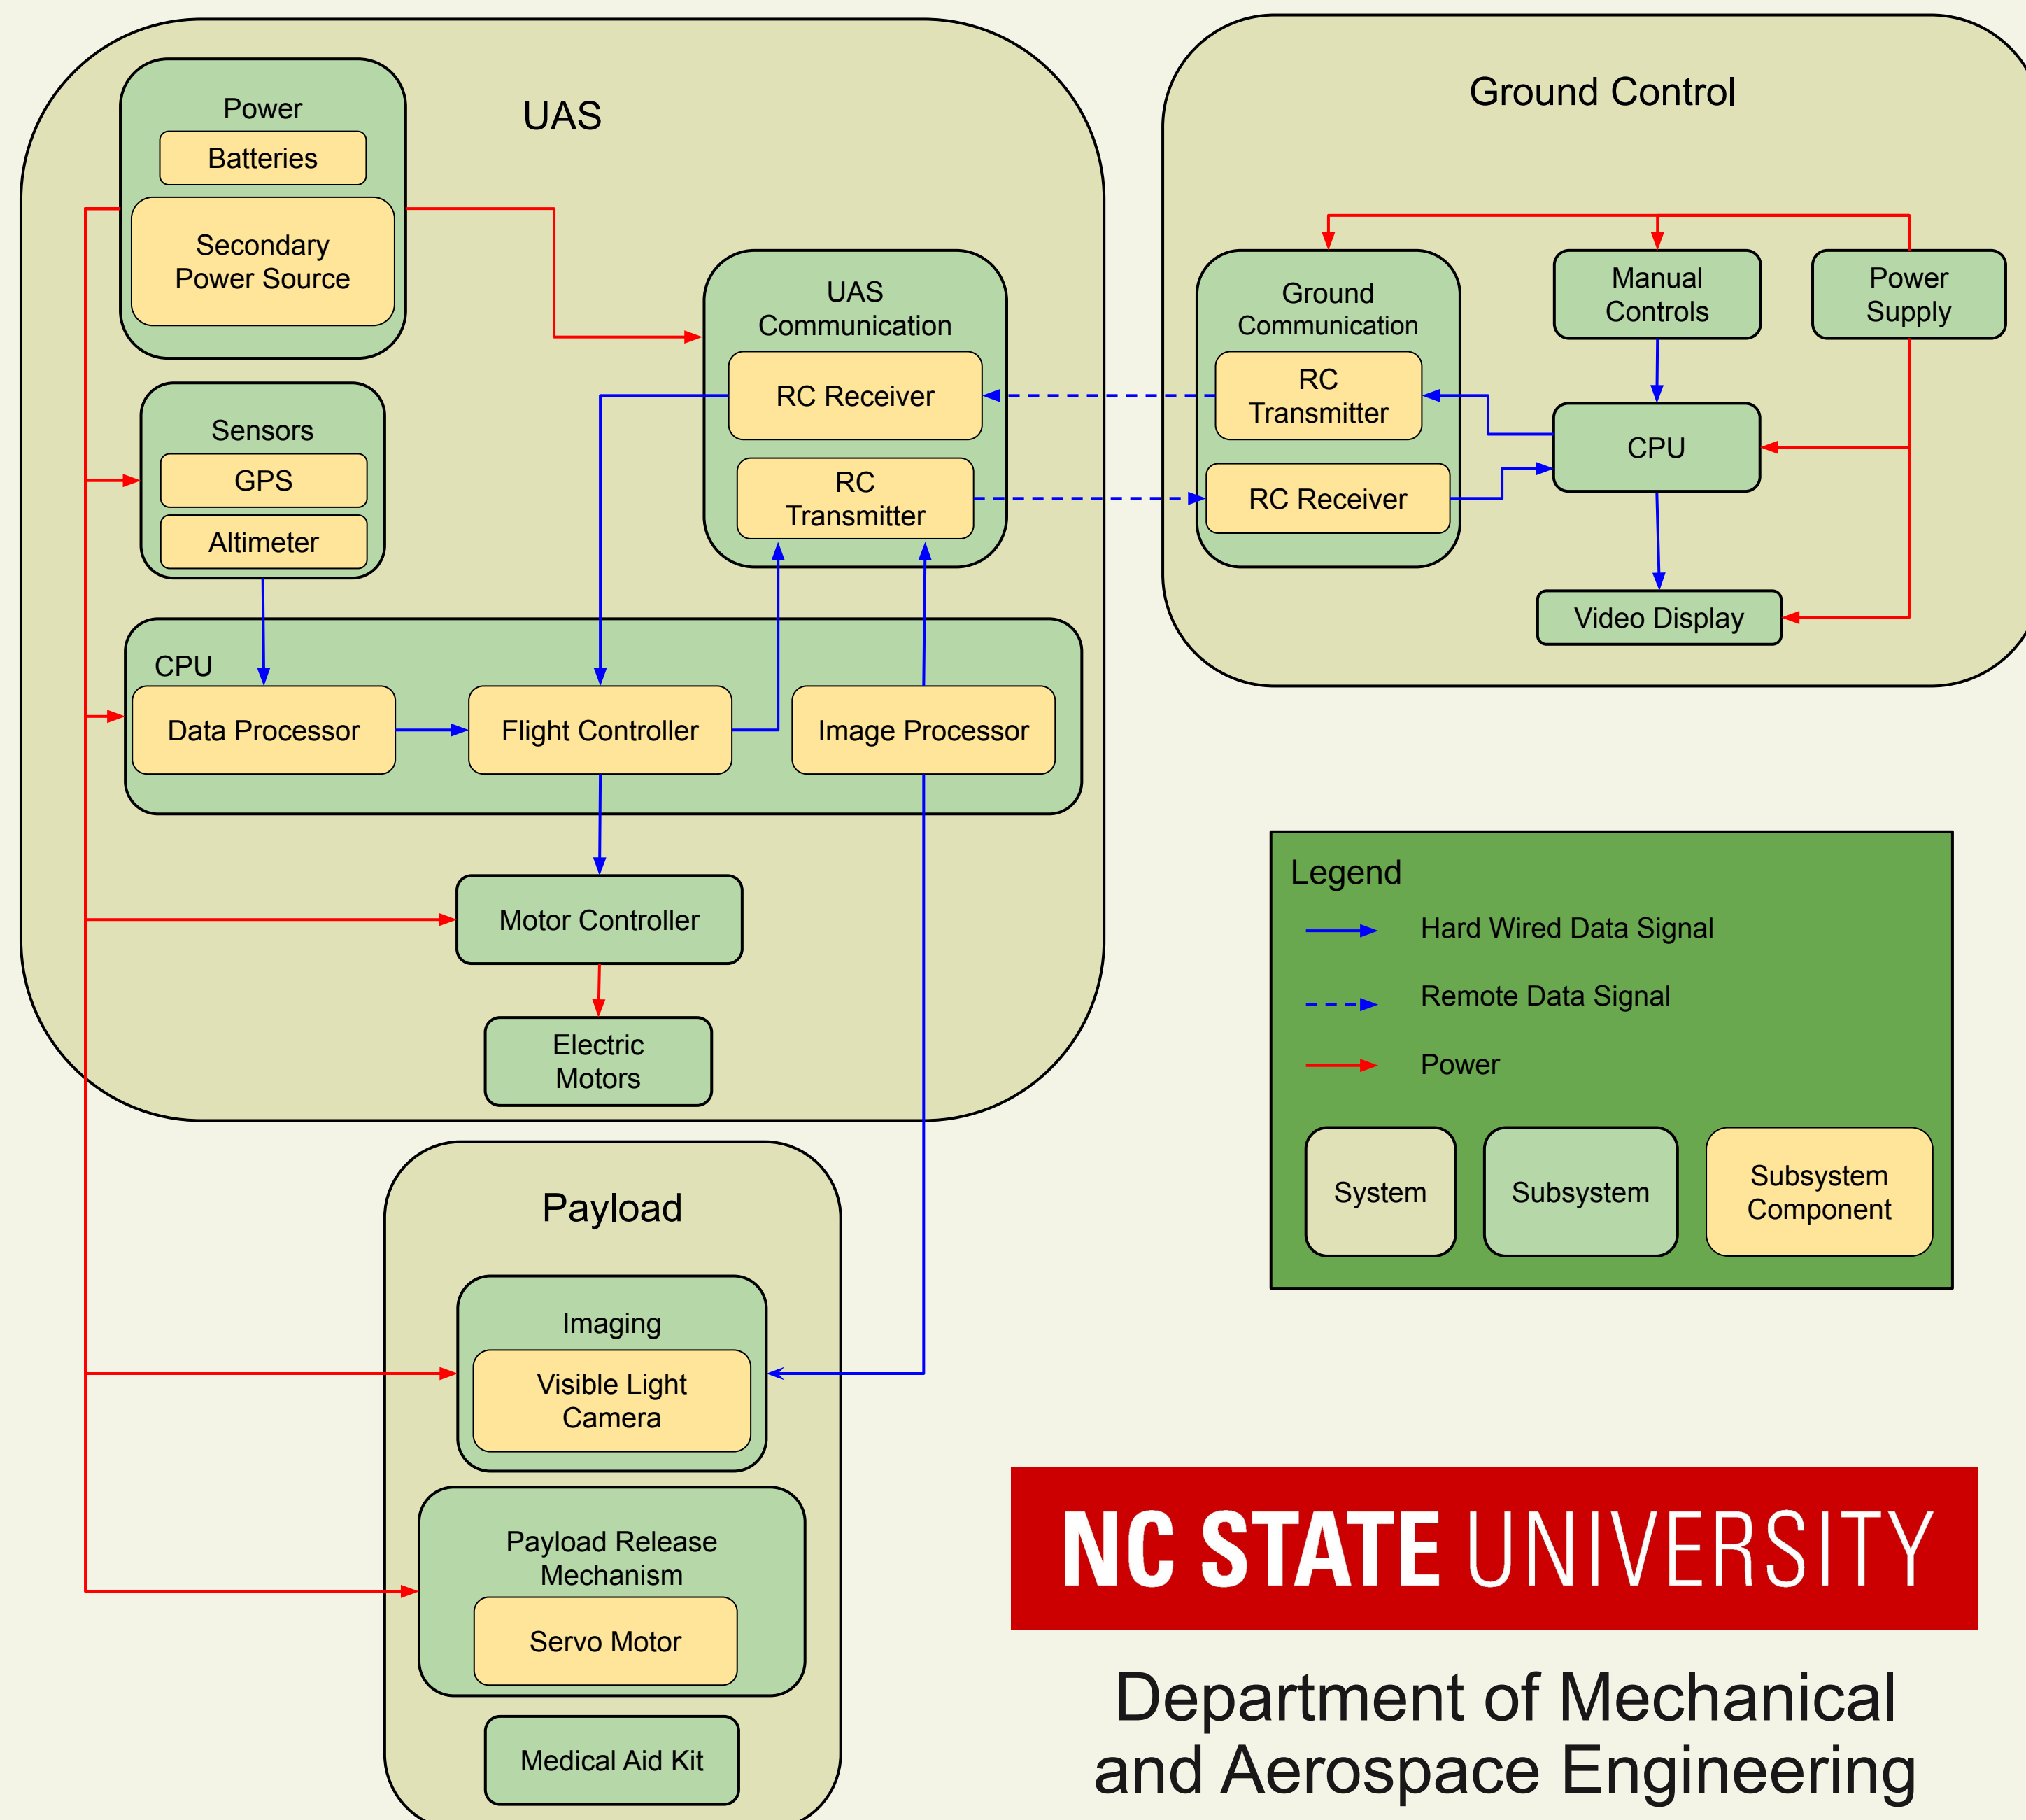 UAS
Power
Batteries
Secondary
Power Source
UAS
Communication
RC Receiver
RC
Transmitter
Sensors
GPS
Altimeter
CPU
Data Processor
Flight Controller
Image Processor
Motor Controller
Electric
Motors
Ground Control
Ground
Communication
RC
Transmitter
RC Receiver
Manual
Controls
Power
Supply
CPU
Video Display
Legend
Hard Wired Data Signal
Remote Data Signal
Power
System
Subsystem
Subsystem
Component
Payload
Imaging
Visible Light
Camera
Payload Release
Mechanism
Servo Motor
Medical Aid Kit
NC STATE UNIVERSITY
Department of Mechanical
and Aerospace Engineering